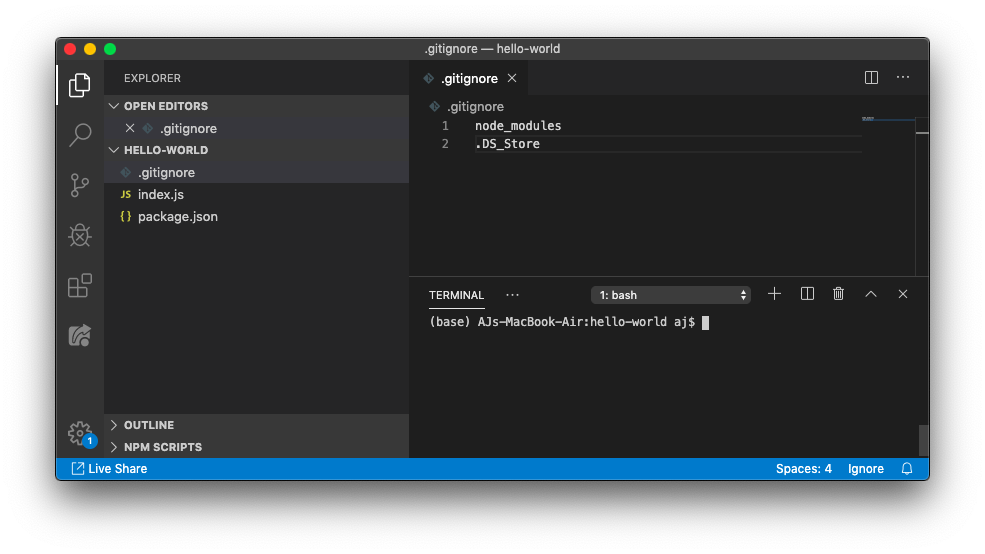 .gitignore — hello-world
EXPLORER
OPEN EDITORS
.gitignore
HELLO-WORLD
.gitignore
JS index.js
{ } package.json
OUTLINE
NPM SCRIPTS
.gitignore
.gitignore
1 node_modules
2 .DS_Store
TERMINAL ··· 1: bash
(base) AJs-MacBook-Air:hello-world aj$
1
Live Share Spaces: 4 Ignore